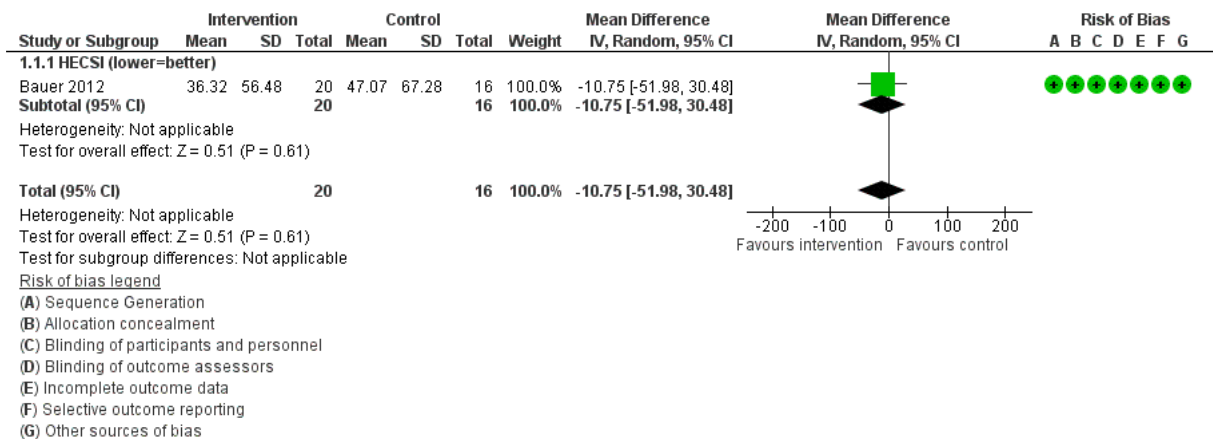 Intervention Control Mean Difference Mean Difference Risk of Bias
Study or Subgroup Mean SD Total Mean SD Total Weight IV, Random, 95% CI IV, Random, 95% CI A B C D E F G
1.1.1 HECSI (lower=better)
Bauer 2012 36.32 56.48 20 47.07 67.28 16 100.0% -10.75 [-51.98, 30.48] + + + + + + +
Subtotal (95% CI) 20 16 100.0% -10.75 [-51.98, 30.48]
Heterogeneity: Not applicable
Test for overall effect: Z = 0.51 (P = 0.61)
Total (95% CI) 20 16 100.0% -10.75 [-51.98, 30.48]
Heterogeneity: Not applicable
Test for overall effect: Z = 0.51 (P = 0.61)
Test for subgroup differences: Not applicable
-200 -100 0 100 200
Favours intervention Favours control
Risk of bias legend
(A) Sequence Generation
(B) Allocation concealment
(C) Blinding of participants and personnel
(D) Blinding of outcome assessors
(E) Incomplete outcome data
(F) Selective outcome reporting
(G) Other sources of bias